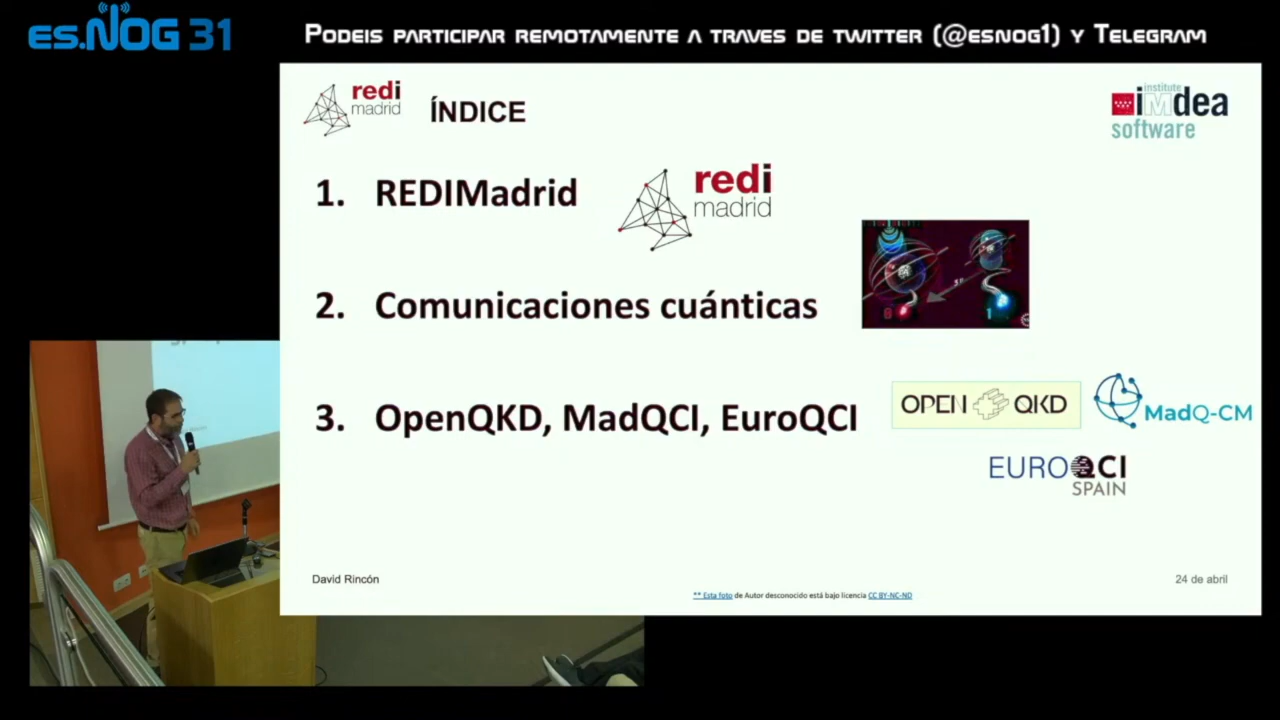 es.NOG 31
PODEIS PARTICIPAR REMOTAMENTE A TRAVES DE TWITTER (@ESNOG1) Y TELEGRAM
redi
madrid
ÍNDICE
institute
iMdea
software
1. REDIMadrid
redi
madrid
2. Comunicaciones cuánticas
3. OpenQKD, MadQCI, EuroQCI
OPEN QKD
MadQ-CM
EUROQCI
SPAIN
David Rincón
24 de abril
** Esta foto de Autor desconocido está bajo licencia CC BY-NC-ND